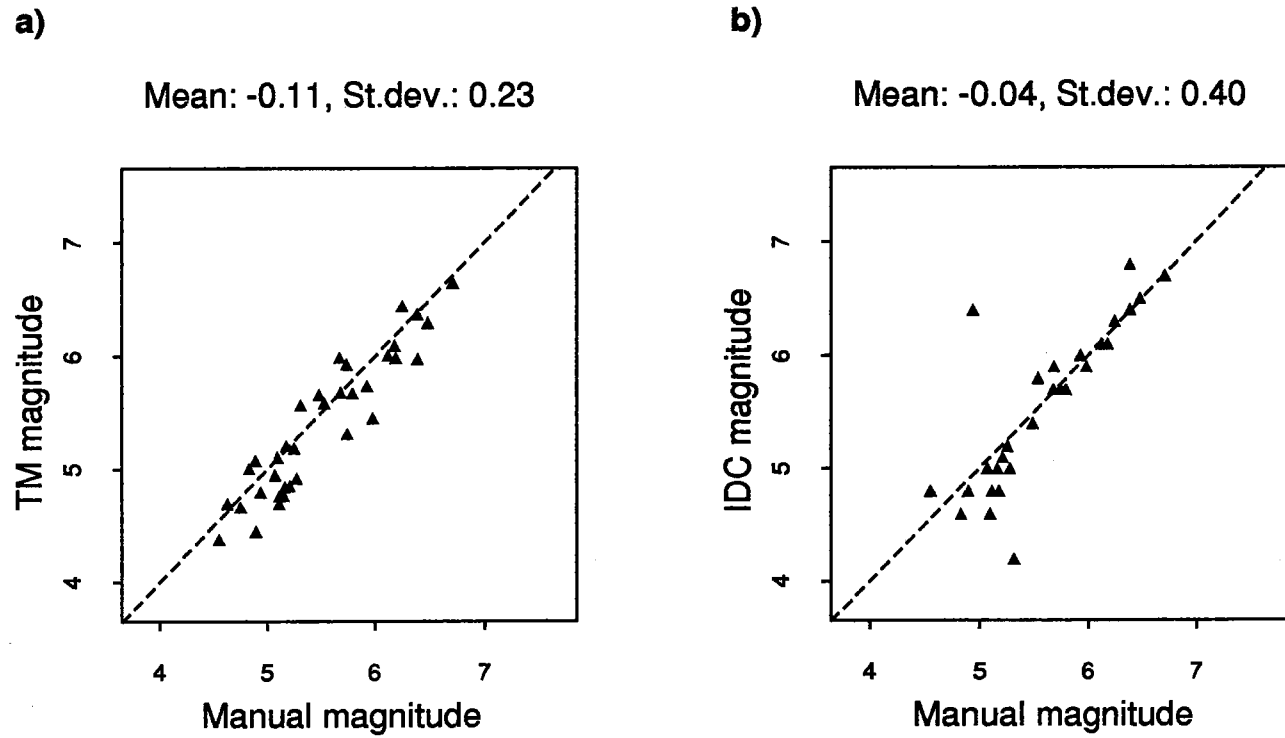 a)
Mean: -0.11, St.dev.: 0.23
TM magnitude
7
6
5
4
4 5 6 7
Manual magnitude
b)
Mean: -0.04, St.dev.: 0.40
IDC magnitude
7
6
5
4
4 5 6 7
Manual magnitude